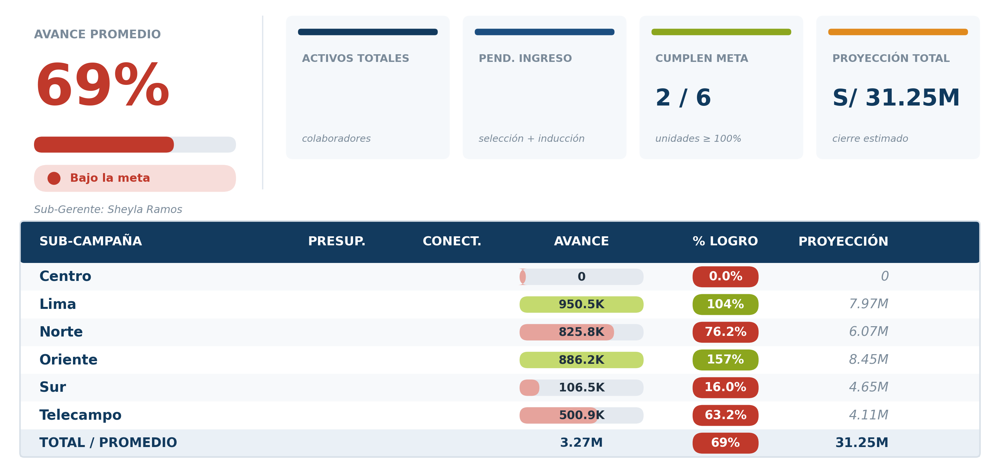 AVANCE PROMEDIO
69%
Bajo la meta
Sub-Gerente: Sheyla Ramos
ACTIVOS TOTALES
colaboradores
PEND. INGRESO
selección + inducción
CUMPLEN META
2 / 6
unidades ≥ 100%
PROYECCIÓN TOTAL
S/ 31.25M
cierre estimado
SUB-CAMPAÑA PRESUP. CONECT. AVANCE % LOGRO PROYECCIÓN
Centro 0 0.0% 0
Lima 950.5K 104% 7.97M
Norte 825.8K 76.2% 6.07M
Oriente 886.2K 157% 8.45M
Sur 106.5K 16.0% 4.65M
Telecampo 500.9K 63.2% 4.11M
TOTAL / PROMEDIO 3.27M 69% 31.25M